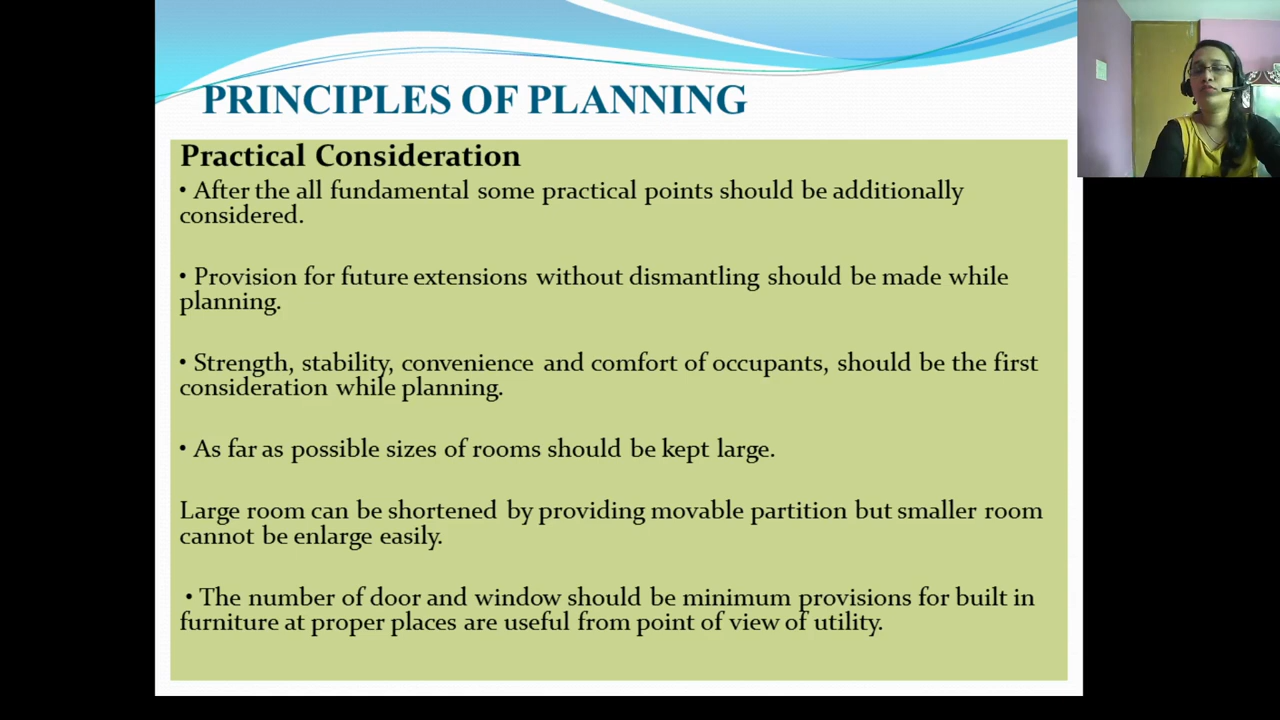 PRINCIPLES OF PLANNING
Practical Consideration
• After the all fundamental some practical points should be additionally
considered.
• Provision for future extensions without dismantling should be made while
planning.
• Strength, stability, convenience and comfort of occupants, should be the first
consideration while planning.
• As far as possible sizes of rooms should be kept large.
Large room can be shortened by providing movable partition but smaller room
cannot be enlarge easily.
• The number of door and window should be minimum provisions for built in
furniture at proper places are useful from point of view of utility.